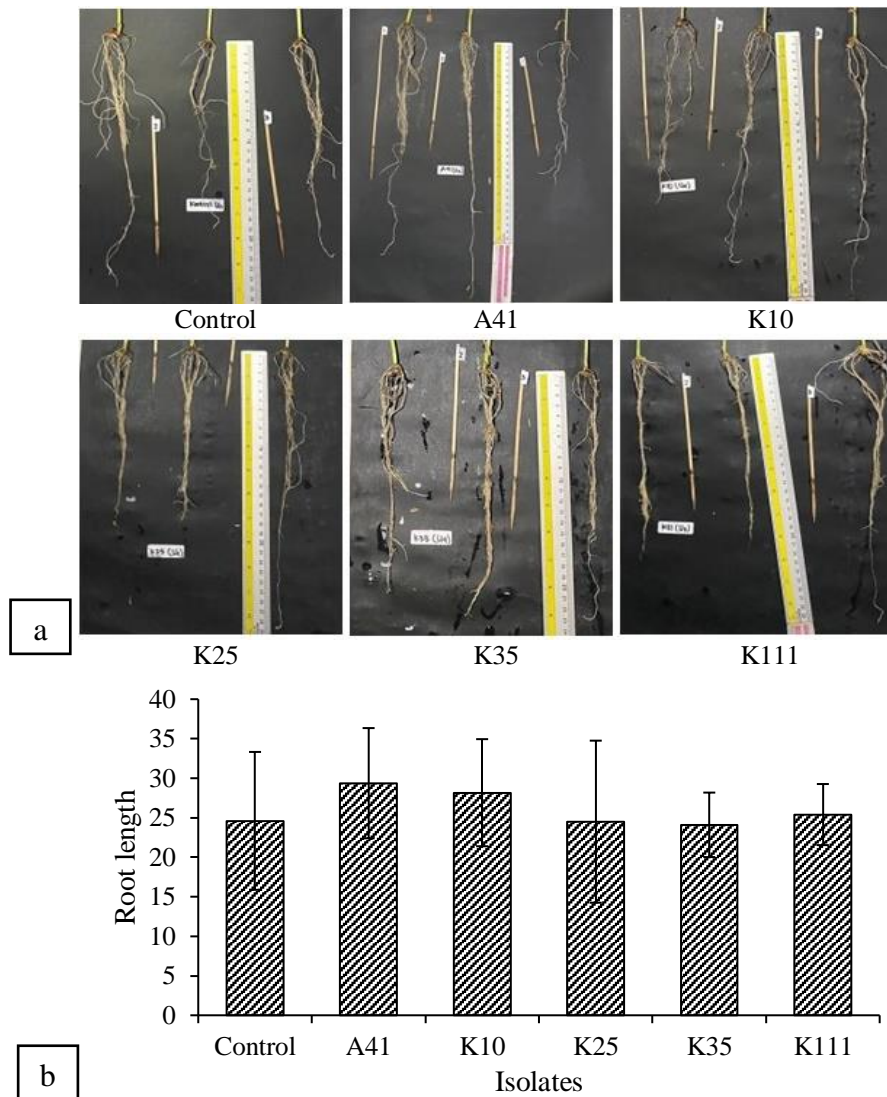 Control
A41
K10
K25
K35
K111
a
40
35
30
25
20
15
10
5
0
Root length
Control
A41
K10
K25
K35
K111
Isolates
b